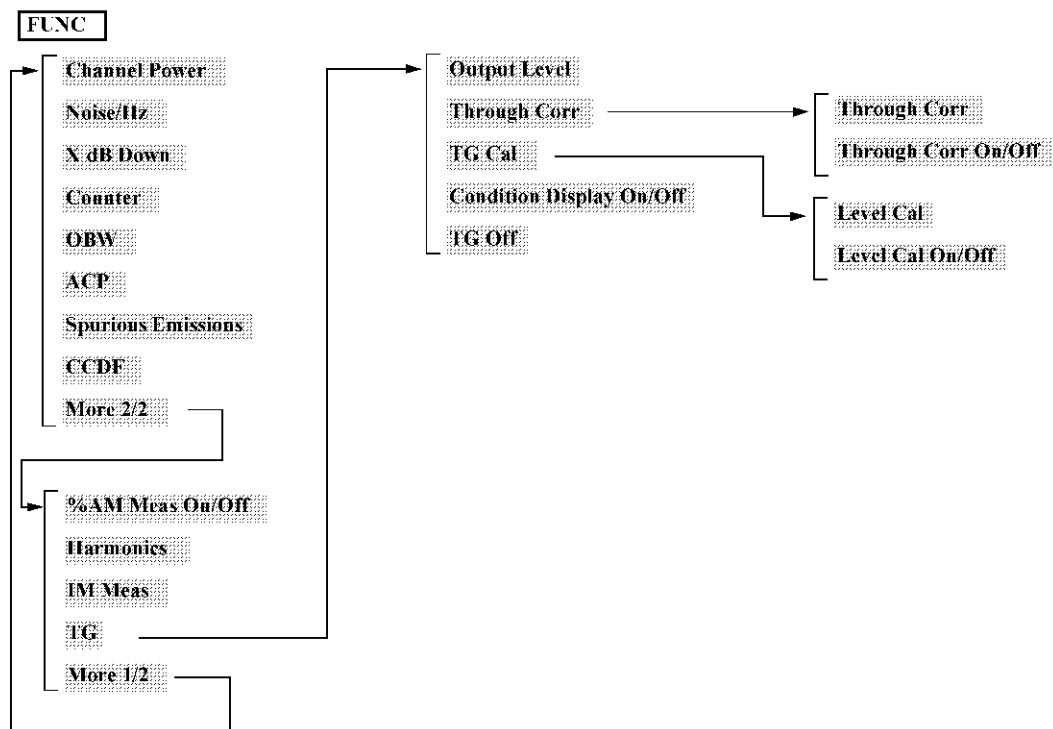 FUNC
Channel Power
Noise/Hz
X dB Down
Counter
OBW
ACP
Spurious Emissions
CCDF
More 2/2
%AM Meas On/Off
Harmonics
IM Meas
TG
More 1/2
Output Level
Through Corr
TG Cal
Condition Display On/Off
TG Off
Through Corr
Through Corr On/Off
Level Cal
Level Cal On/Off